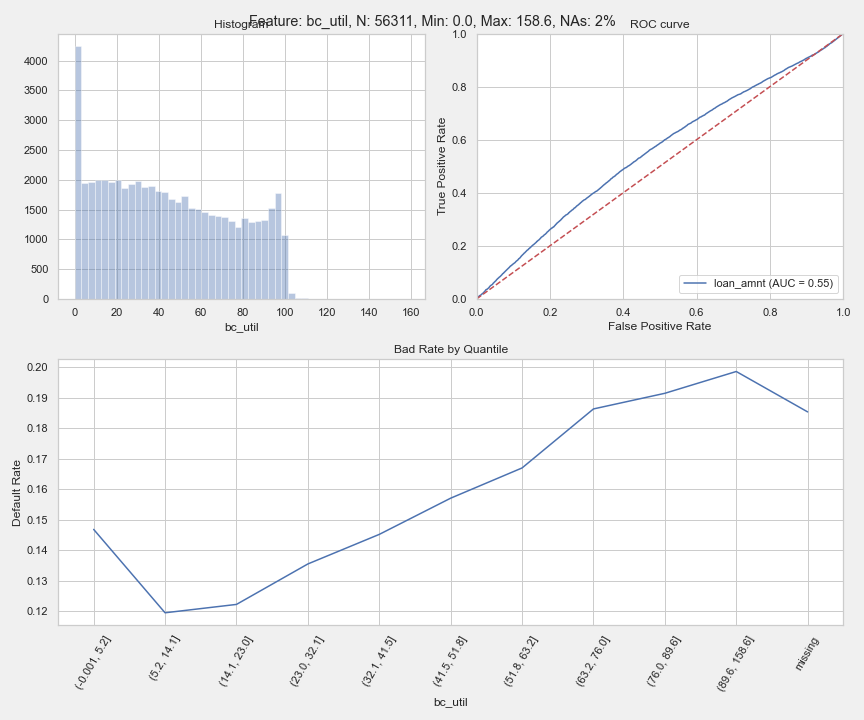 Feature: bc_util, N: 56311, Min: 0.0, Max: 158.6, NAs: 2%
Histogram
4000
3500
3000
2500
2000
1500
1000
500
0
0 20 40 60 80 100 120 140 160
bc_util
ROC curve
True Positive Rate
1.0
0.8
0.6
0.4
0.2
0.0
loan_amnt (AUC = 0.55)
0.0 0.2 0.4 0.6 0.8 1.0
False Positive Rate
Bad Rate by Quantile
Default Rate
0.20
0.19
0.18
0.17
0.16
0.15
0.14
0.13
0.12
(-0.001, 5.2]
(5.2, 14.1]
(14.1, 23.0]
(23.0, 32.1]
(32.1, 41.5]
(41.5, 51.8]
(51.8, 63.2]
(63.2, 76.0]
(76.0, 89.6]
(89.6, 158.6]
missing
bc_util